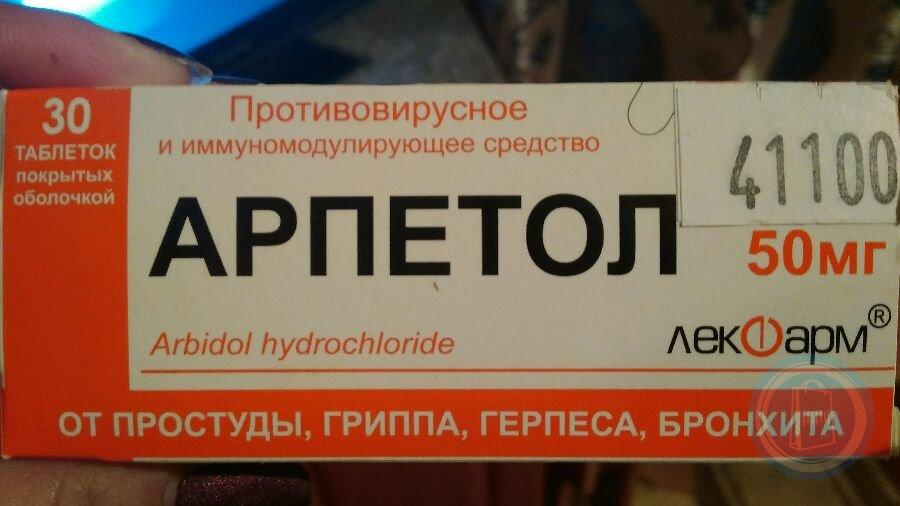 30
ТАБЛЕТОК
покрытых
оболочкой
Противовирусное
и иммуномодулирующее средство
41100
АРПЕТОЛ
50мг
Arbidol hydrochloride
лекФарм®
ОТ ПРОСТУДЫ, ГРИППА, ГЕРПЕСА, БРОНХИТА